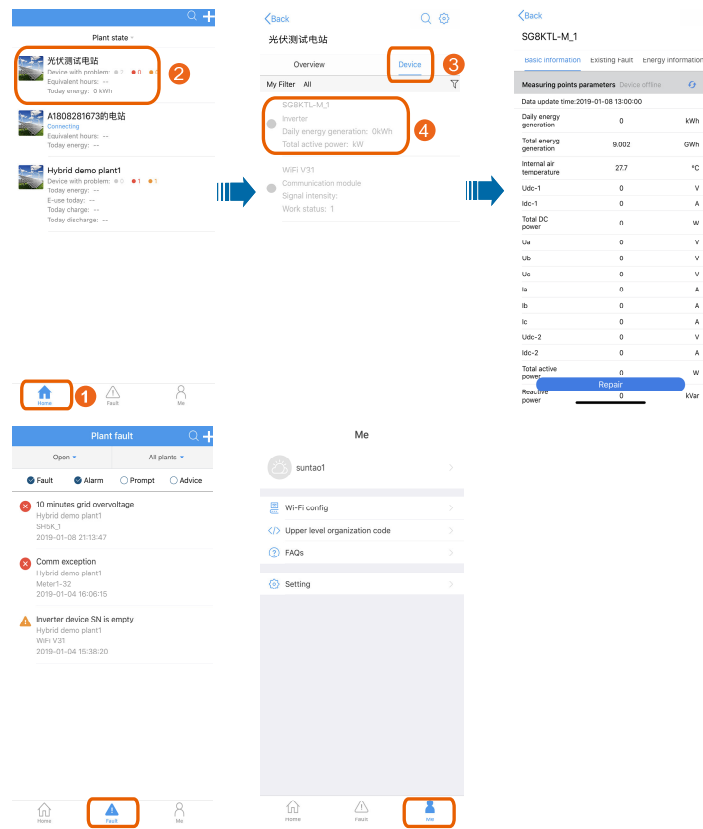 Plant state
光伏测试电站
Device with problem: 1 0 0
Equivalent hours: --
Today energy: 0 kWh
2
A1808281673的电站
Connecting
Equivalent hours: --
Today energy: --
Hybrid demo plant1
Device with problem: 0 1 1
Today energy: --
E-use today: --
Today charge: --
Today discharge: --
Home
1
Fault
Me
Back
光伏测试电站
Overview
Device
3
My Filter All
SG8KTL-M_1
Inverter
Daily energy generation: 0kWh
Total active power: kW
4
WiFi V31
Communication module
Signal intensity:
Work status: 1
Back
SG8KTL-M_1
Basic information Existing Fault Energy information
Measuring points parameters Device offline
Data update time:2019-01-08 13:00:00
Daily energy generation 0 kWh
Total energy generation 9.002 GWh
Internal air temperature 27.7 °C
Udc-1 0 V
Idc-1 0 A
Total DC power 0 W
Ua 0 V
Ub 0 V
Uc 0 V
Ia 0 A
Ib 0 A
Ic 0 A
Udc-2 0 V
Idc-2 0 A
Total active power 0 W
Repair
Reactive power 0 kVar
Plant fault
Open All plants
Fault Alarm Prompt Advice
10 minutes grid overvoltage
Hybrid demo plant1
SH5K_1
2019-01-08 21:13:47
Comm exception
Hybrid demo plant1
Meter1-32
2019-01-04 16:06:15
Inverter device SN is empty
Hybrid demo plant1
WiFi V31
2019-01-04 15:38:20
Home
Fault
Me
Me
suntao1
Wi-Fi config
Upper level organization code
FAQs
Setting
Home
Fault
Me